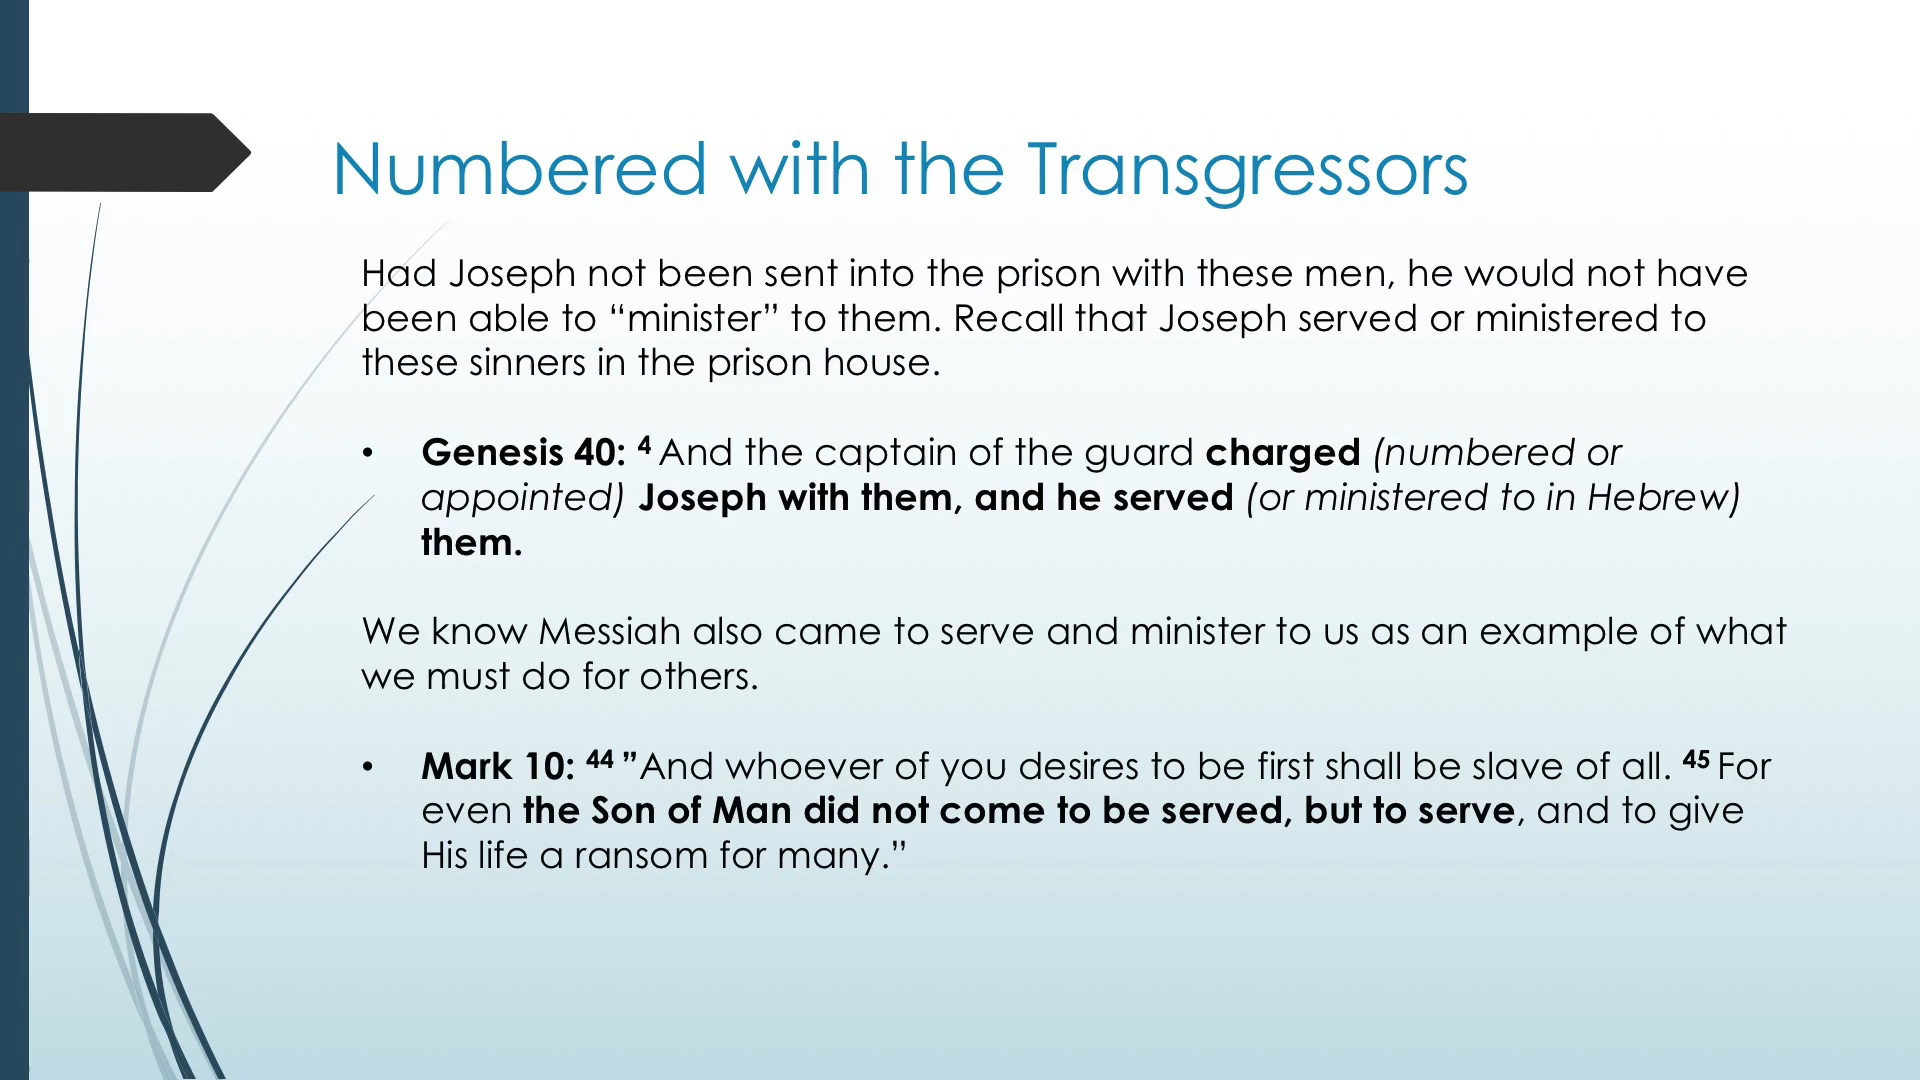 Numbered with the Transgressors
Had Joseph not been sent into the prison with these men, he would not have
been able to “minister” to them. Recall that Joseph served or ministered to
these sinners in the prison house.
• Genesis 40: 4 And the captain of the guard charged (numbered or
appointed) Joseph with them, and he served (or ministered to in Hebrew)
them.
We know Messiah also came to serve and minister to us as an example of what
we must do for others.
• Mark 10: 44 ”And whoever of you desires to be first shall be slave of all. 45 For
even the Son of Man did not come to be served, but to serve, and to give
His life a ransom for many.”